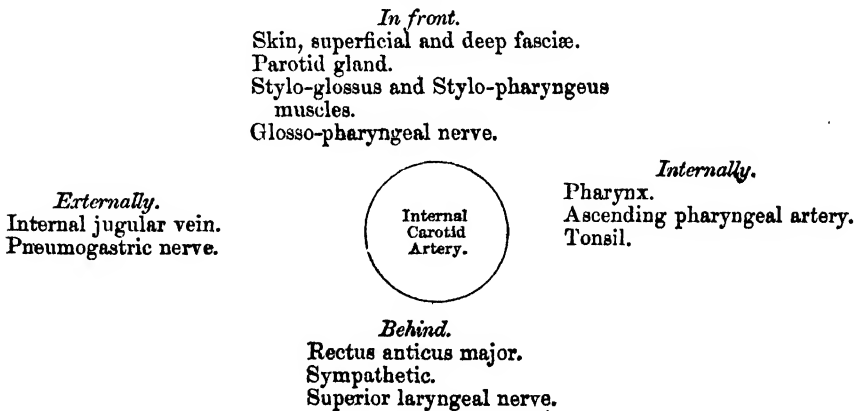 In front.
Skin, superficial and deep fasciæ.
Parotid gland.
Stylo-glossus and Stylo-pharyngeus
muscles.
Glosso-pharyngeal nerve.
Externally.
Internal jugular vein.
Pneumogastric nerve.
Internal
Carotid
Artery.
Internally.
Pharynx.
Ascending pharyngeal artery.
Tonsil.
Behind.
Rectus anticus major.
Sympathetic.
Superior laryngeal nerve.